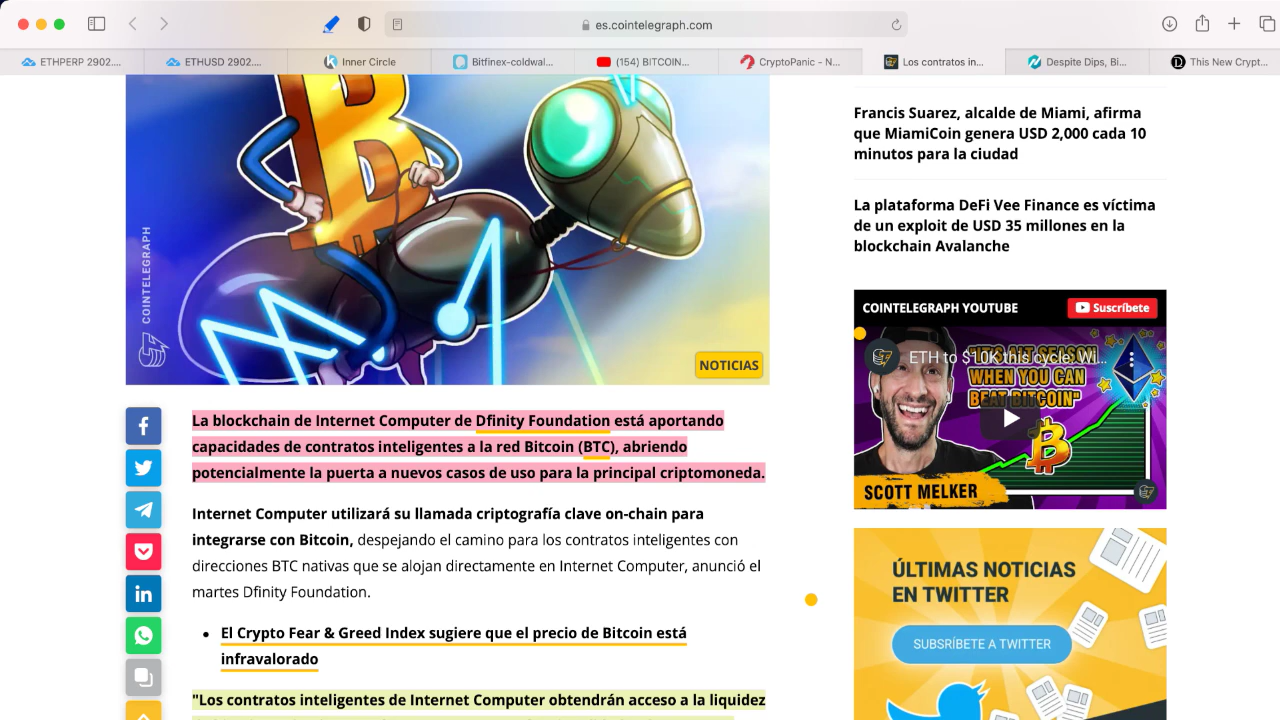 es.cointelegraph.com
ETHPERP 2902....
ETHUSD 2902....
Inner Circle
Bitfinex-coldwal...
(154) BITCOIN...
CryptoPanic - N...
Los contratos in...
Despite Dips, Bi...
This New Crypt...
COINTELEGRAPH
NOTICIAS
La blockchain de Internet Computer de Dfinity Foundation está aportando
capacidades de contratos inteligentes a la red Bitcoin (BTC), abriendo
potencialmente la puerta a nuevos casos de uso para la principal criptomoneda.
Internet Computer utilizará su llamada criptografía clave on-chain para
integrarse con Bitcoin, despejando el camino para los contratos inteligentes con
direcciones BTC nativas que se alojan directamente en Internet Computer, anunció el
martes Dfinity Foundation.
• El Crypto Fear & Greed Index sugiere que el precio de Bitcoin está
infravalorado
"Los contratos inteligentes de Internet Computer obtendrán acceso a la liquidez
Francis Suarez, alcalde de Miami, afirma
que MiamiCoin genera USD 2,000 cada 10
minutos para la ciudad
La plataforma DeFi Vee Finance es víctima
de un exploit de USD 35 millones en la
blockchain Avalanche
COINTELEGRAPH YOUTUBE
Suscríbete
ETH to $10K this cycle. Wi...
"IT'S ALT SEASON
WHEN YOU CAN
BEAT BITCOIN"
SCOTT MELKER
ÚLTIMAS NOTICIAS
EN TWITTER
SUBSRÍBETE A TWITTER